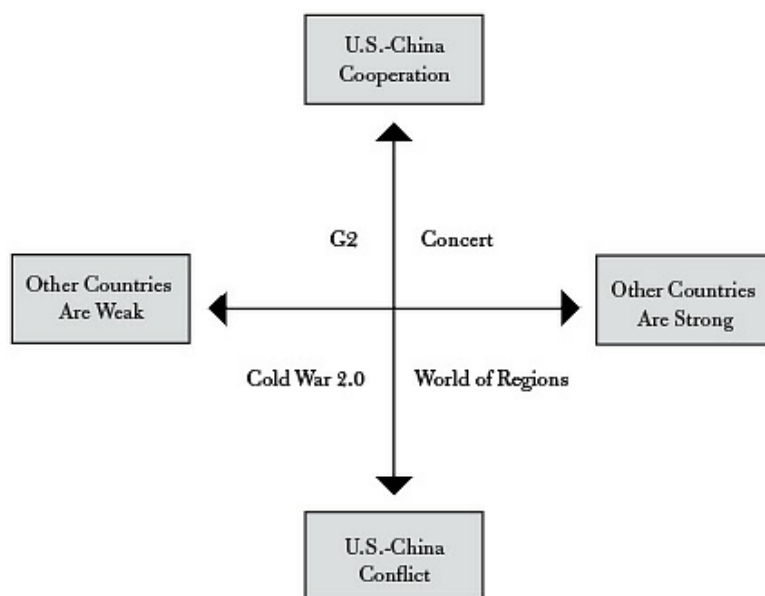 U.S.-China
Cooperation
G2
Concert
Other Countries
Are Weak
Other Countries
Are Strong
Cold War 2.0
World of Regions
U.S.-China
Conflict